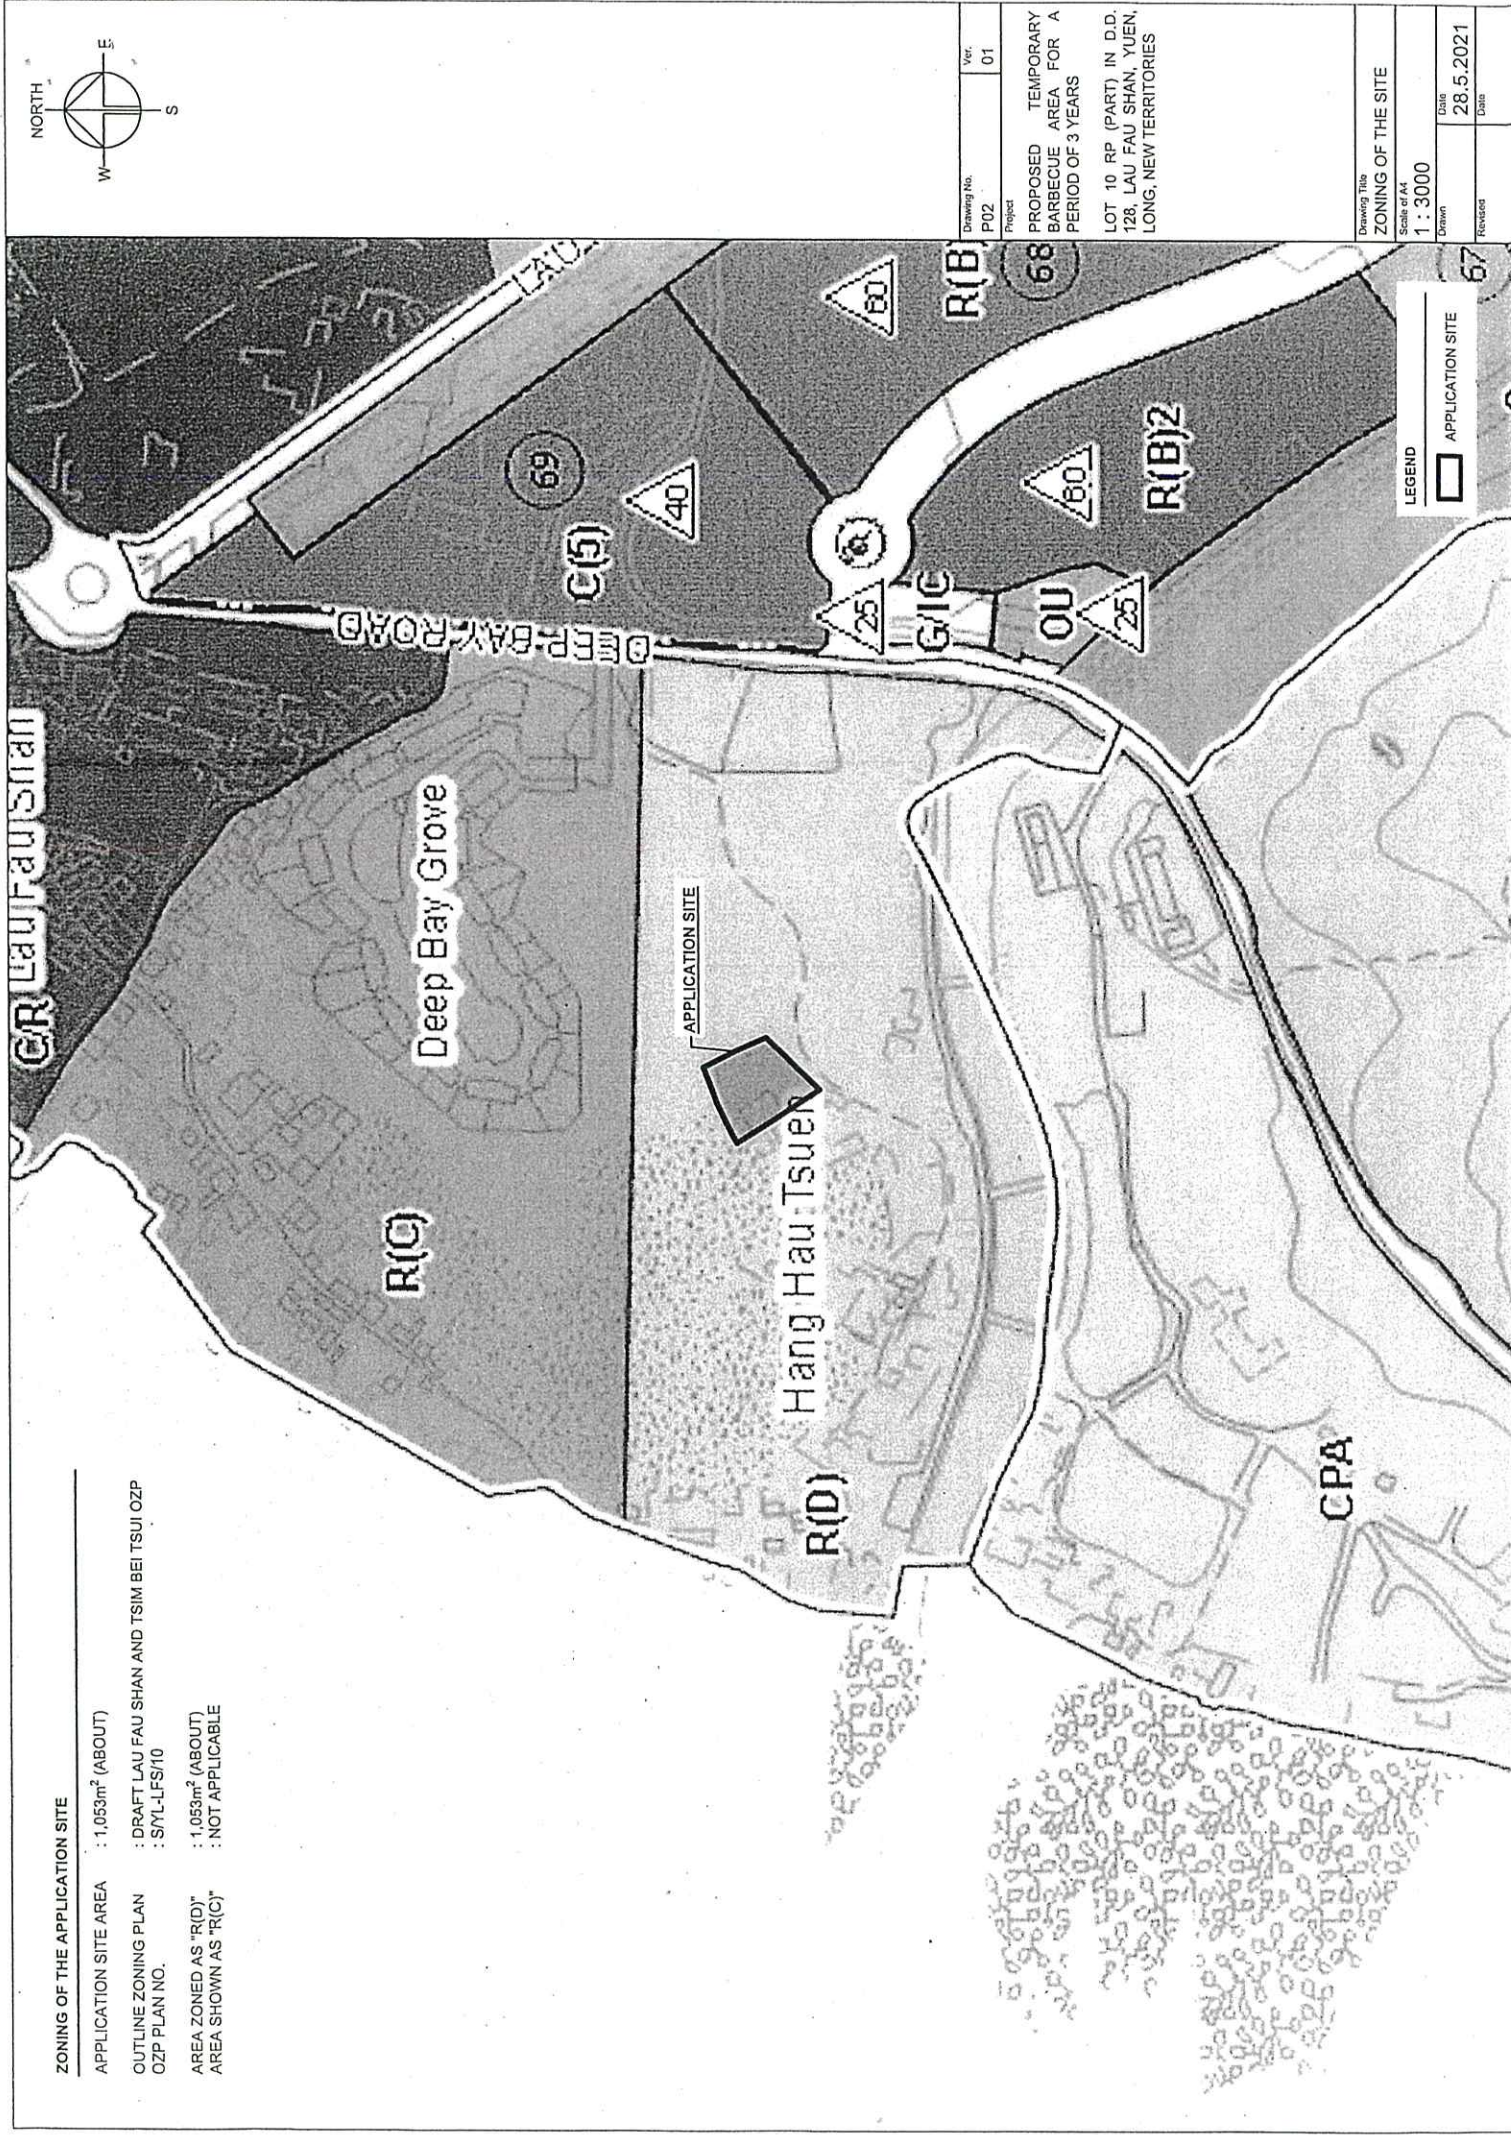 ZONING OF THE APPLICATION SITE
APPLICATION SITE AREA : 1,053m² (ABOUT)
OUTLINE ZONING PLAN : DRAFT LAU FAU SHAN AND TSIM BEI TSUI OZP
OZP PLAN NO. : S/YL-LFS/10
AREA ZONED AS "R(D)" : 1,053m² (ABOUT)
AREA SHOWN AS "R(C)" : NOT APPLICABLE
NORTH
W
E
S
C/R
Lau Fau Shan
Deep Bay Grove
R(C)
DEEP BAY ROAD
LAU
69
C(5)
40
60
R(B)
68
APPLICATION SITE
Hang Hau Tsuen
R(D)
25
G/IC
OU
25
60
R(B)2
67
CPA
LEGEND
APPLICATION SITE
Drawing No.
P02
Ver.
01
Project
PROPOSED TEMPORARY
BARBECUE AREA FOR A
PERIOD OF 3 YEARS
LOT 10 RP (PART) IN D.D.
128, LAU FAU SHAN, YUEN,
LONG, NEW TERRITORIES
Drawing Title
ZONING OF THE SITE
Scale of A4
1 : 3000
Drawn
Date
28.5.2021
Revised
Date